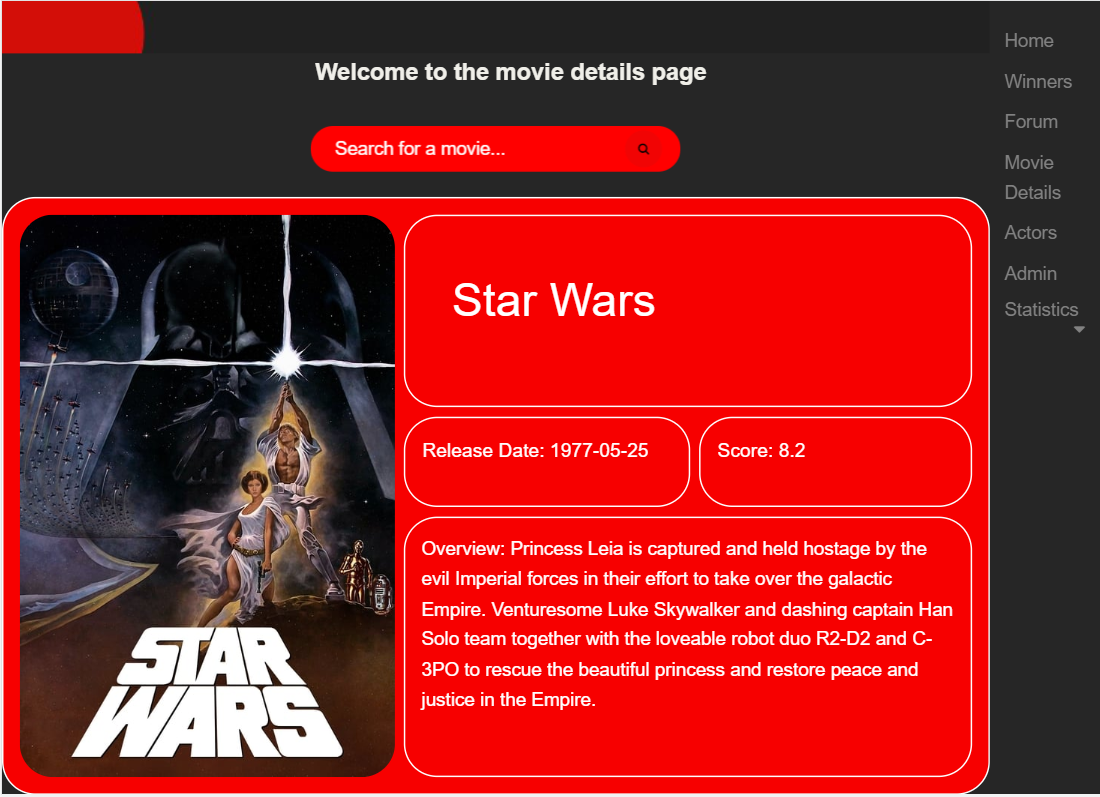 Welcome to the movie details page
Search for a movie...
Home
Winners
Forum
Movie
Details
Actors
Admin
Statistics
STAR
WARS
Star Wars
Release Date: 1977-05-25
Score: 8.2
Overview: Princess Leia is captured and held hostage by the
evil Imperial forces in their effort to take over the galactic
Empire. Venturesome Luke Skywalker and dashing captain Han
Solo team together with the loveable robot duo R2-D2 and C-
3PO to rescue the beautiful princess and restore peace and
justice in the Empire.